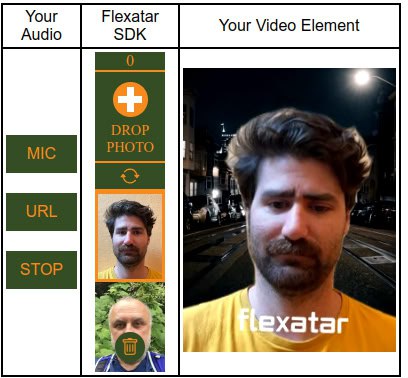 Your
Audio
Flexatar
SDK
Your Video Element
0
DROP
PHOTO
MIC
URL
STOP
flexatar